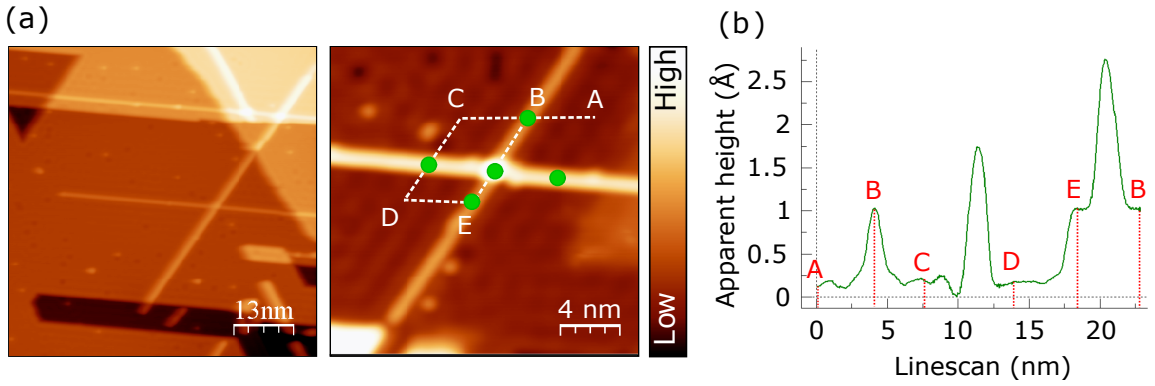 (a)
13nm
A
B
C
D
E
4 nm
High
Low
(b)
Apparent height (Å)
2.5
2
1.5
1
0.5
0
A
B
C
D
E
B
0
5
10
15
20
Linescan (nm)